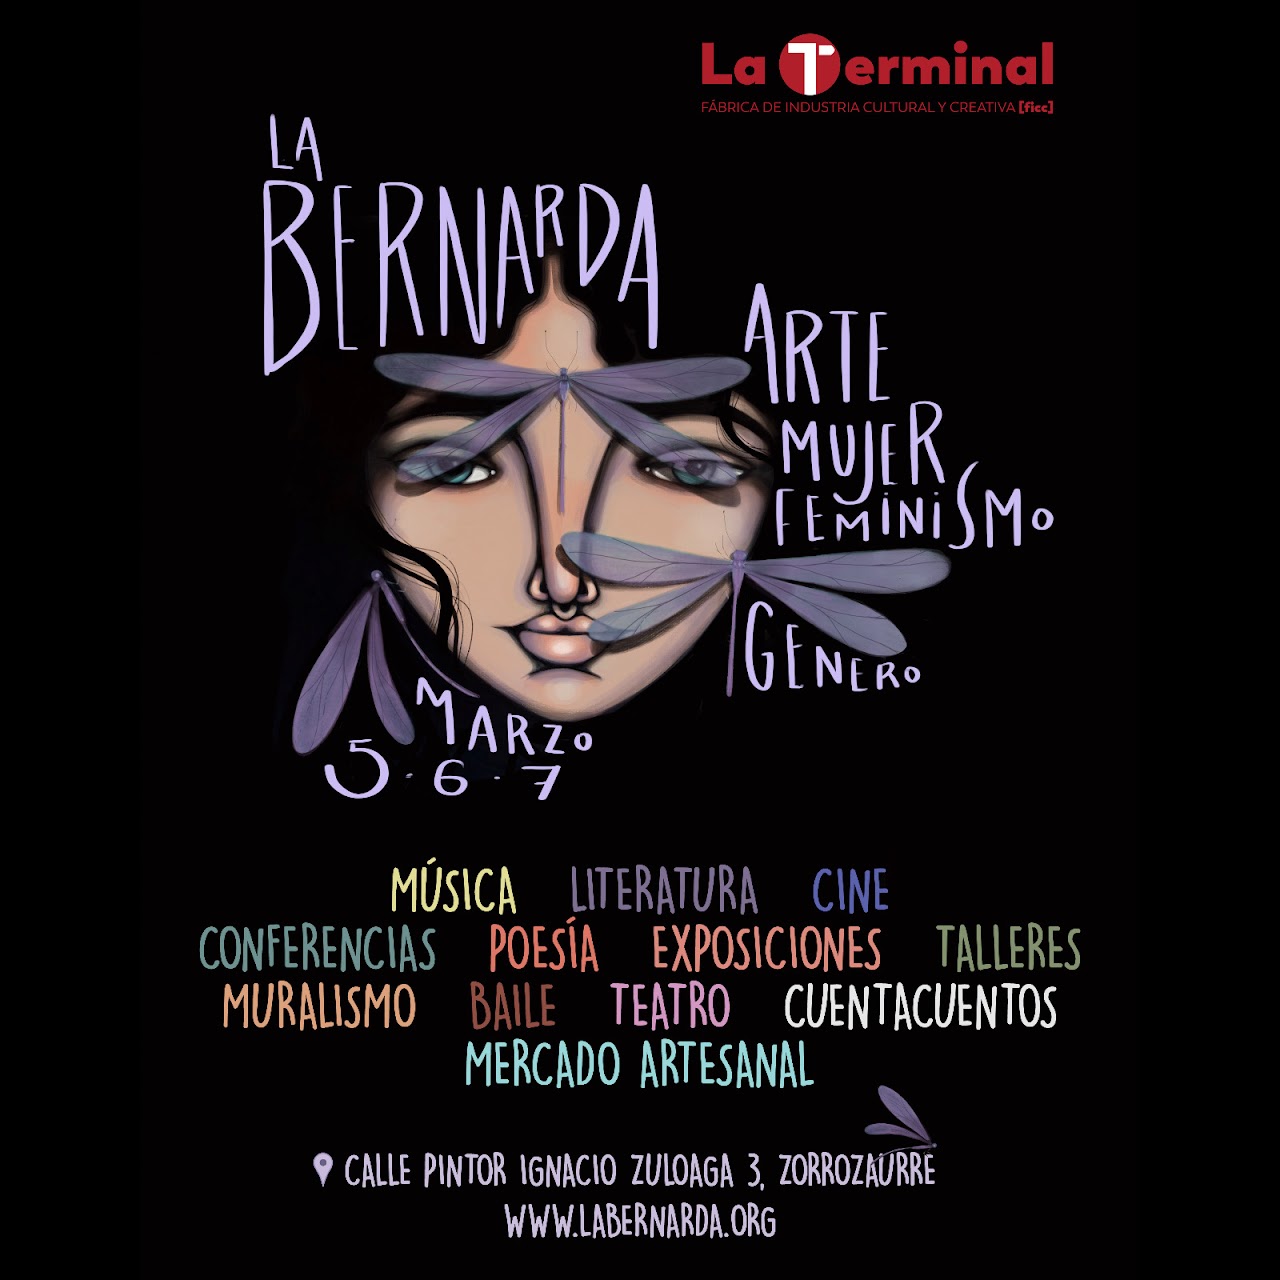 La Terminal
FÁBRICA DE INDUSTRIA CULTURAL Y CREATIVA [ficc]
LA
BERNARDA
ARTE
MUJER
FEMINISMO
GENERO
MARZO
5 · 6 · 7
MÚSICA LITERATURA CINE
CONFERENCIAS POESÍA EXPOSICIONES TALLERES
MURALISMO BAILE TEATRO CUENTACUENTOS
MERCADO ARTESANAL
CALLE PINTOR IGNACIO ZULOAGA 3, ZORROZAURRE
WWW.LABERNARDA.ORG